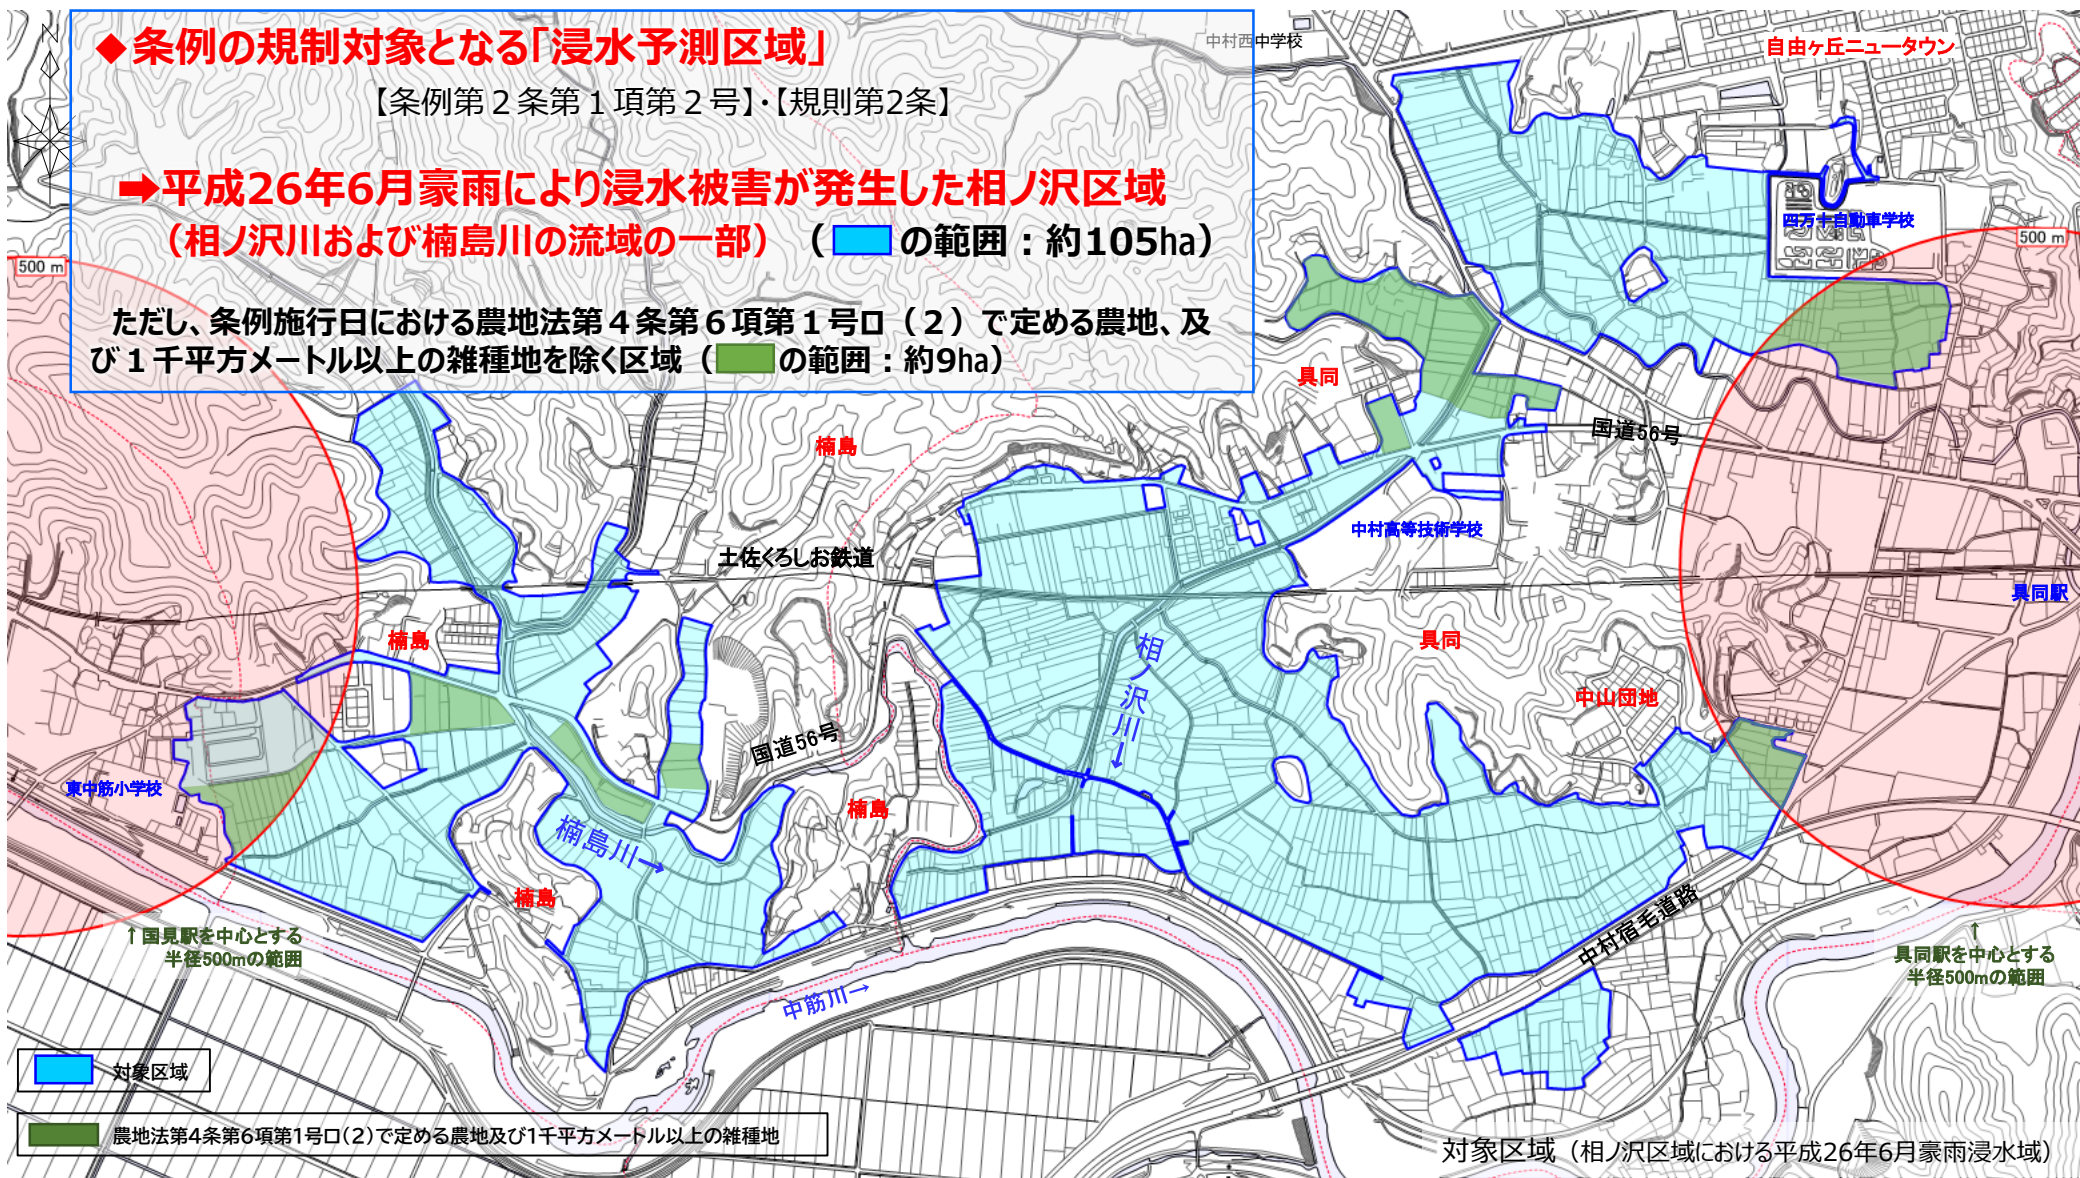 ◆条例の規制対象となる「浸水予測区域」
【条例第２条第１項第２号】・【規則第2条】
➡平成26年6月豪雨により浸水被害が発生した相ノ沢区域
（相ノ沢川および楠島川の流域の一部）（ の範囲：約105ha）
ただし、条例施行日における農地法第４条第６項第１号ロ（２）で定める農地、及
び１千平方メートル以上の雑種地を除く区域（ の範囲：約9ha）
中村西中学校
自由ヶ丘ニュータウン
四万十自動車学校
500 m
500 m
具同
国道56号
楠島
中村高等技術学校
土佐くろしお鉄道
具同駅
楠島
具同
相ノ沢川→
中山団地
国道56号
東中筋小学校
楠島
楠島川→
楠島
中村宿毛道路
↑国見駅を中心とする
半径500mの範囲
↑
具同駅を中心とする
半径500mの範囲
中筋川→
対象区域
農地法第4条第6項第1号ロ(2)で定める農地及び1千平方メートル以上の雑種地
対象区域（相ノ沢区域における平成26年6月豪雨浸水域）